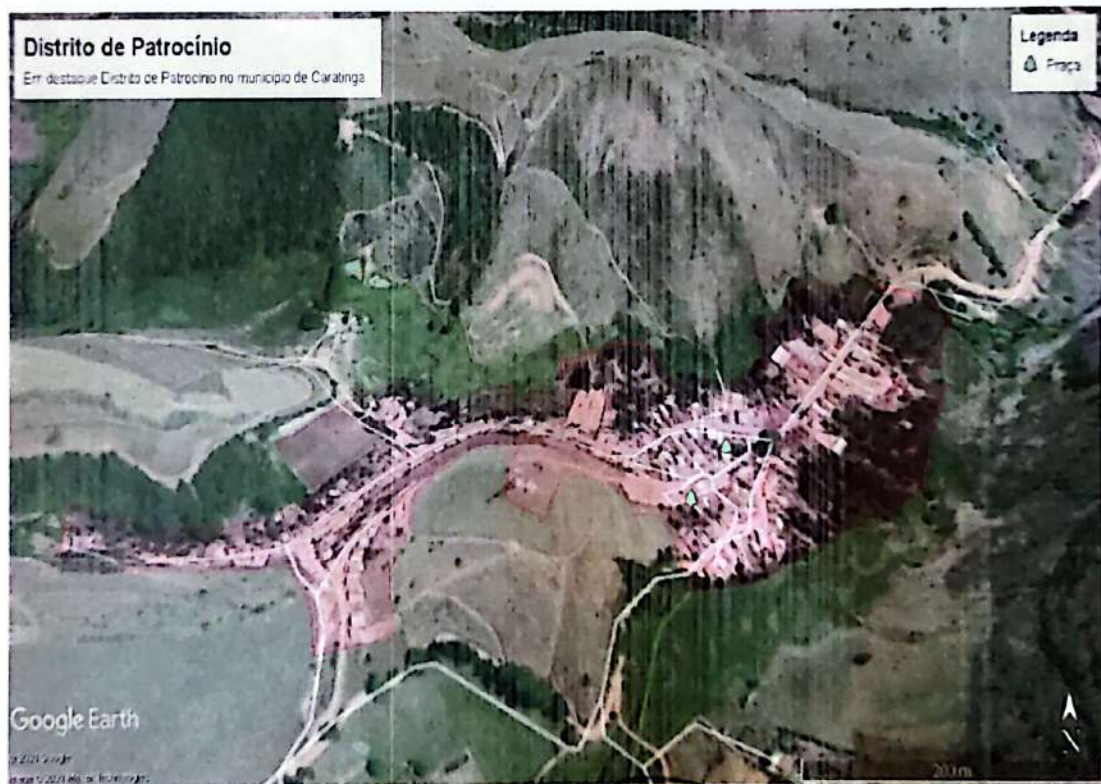 Distrito de Patrocínio
Em destaque Distrito de Patrocínio no município de Caratinga
Legenda
Praça
Google Earth
200 m
N